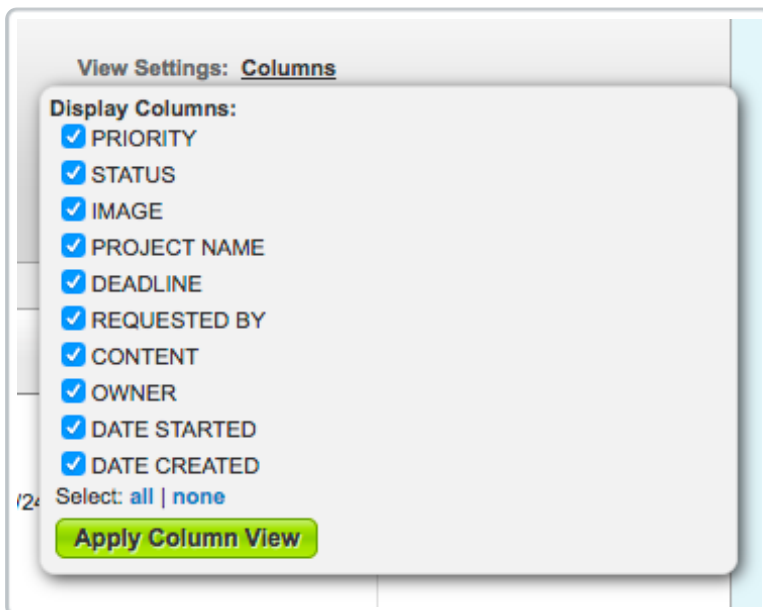 View Settings: Columns
Display Columns:
PRIORITY
STATUS
IMAGE
PROJECT NAME
DEADLINE
REQUESTED BY
CONTENT
OWNER
DATE STARTED
DATE CREATED
/24
Select: all | none
Apply Column View